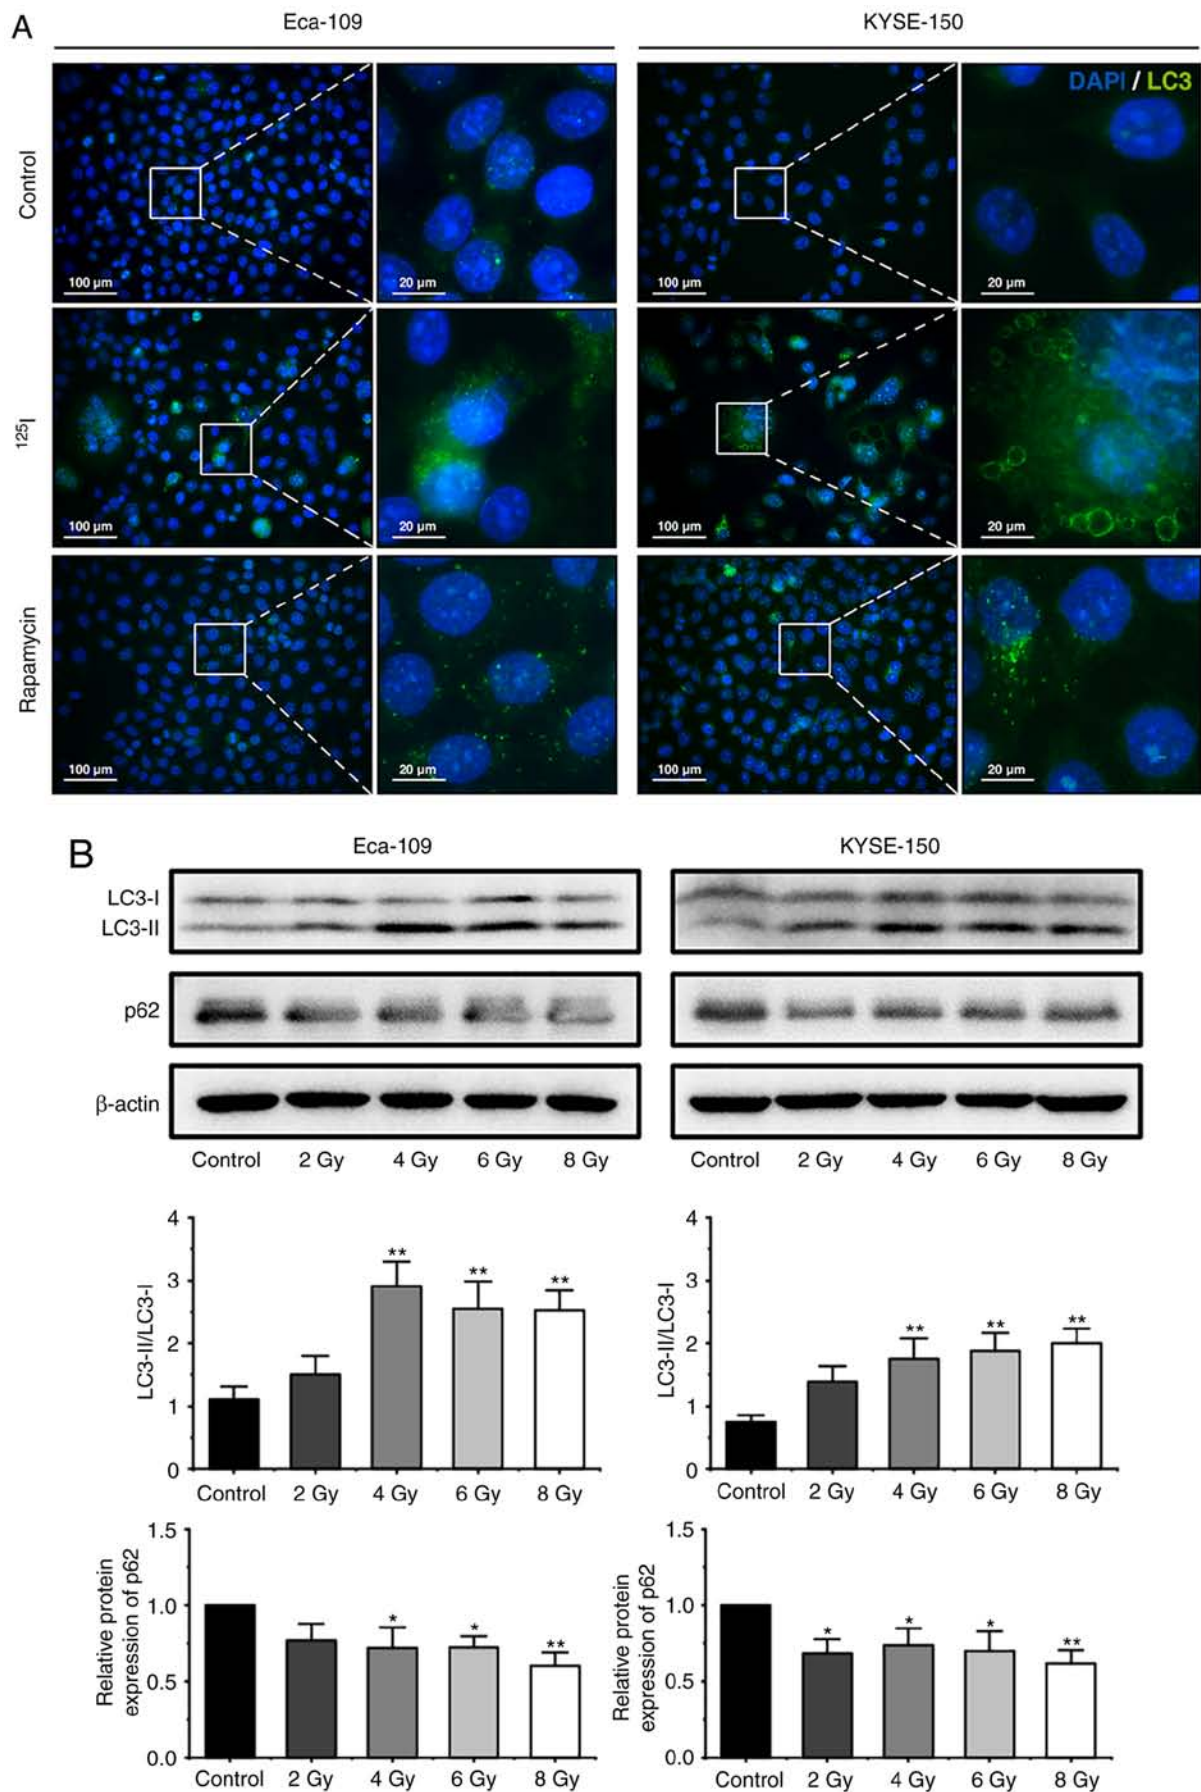 A
Eca-109
KYSE-150
Control
100 µm
20 µm
100 µm
DAPI / LC3
20 µm
125I
100 µm
20 µm
100 µm
20 µm
Rapamycin
100 µm
20 µm
100 µm
20 µm
B
Eca-109
KYSE-150
LC3-I
LC3-II
p62
β-actin
Control 2 Gy 4 Gy 6 Gy 8 Gy
Control 2 Gy 4 Gy 6 Gy 8 Gy
LC3-II/LC3-I
4
3
2
1
0
**
**
**
Control 2 Gy 4 Gy 6 Gy 8 Gy
LC3-II/LC3-I
4
3
2
1
0
**
**
**
Control 2 Gy 4 Gy 6 Gy 8 Gy
Relative protein
expression of p62
1.5
1.0
0.5
0.0
*
*
**
Control 2 Gy 4 Gy 6 Gy 8 Gy
Relative protein
expression of p62
1.5
1.0
0.5
0.0
*
*
*
**
Control 2 Gy 4 Gy 6 Gy 8 Gy